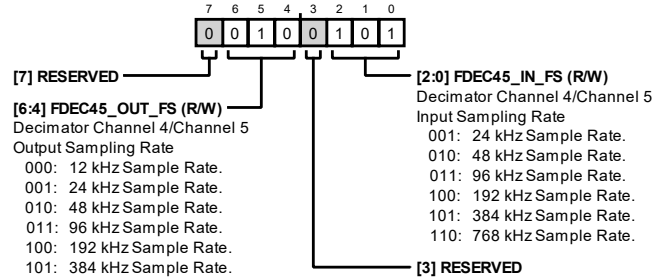 7 6 5 4 3 2 1 0
0 0 1 0 0 1 0 1
[7] RESERVED
[6:4] FDEC45_OUT_FS (R/W)
Decimator Channel 4/Channel 5
Output Sampling Rate
000: 12 kHz Sample Rate.
001: 24 kHz Sample Rate.
010: 48 kHz Sample Rate.
011: 96 kHz Sample Rate.
100: 192 kHz Sample Rate.
101: 384 kHz Sample Rate.
[2:0] FDEC45_IN_FS (R/W)
Decimator Channel 4/Channel 5
Input Sampling Rate
001: 24 kHz Sample Rate.
010: 48 kHz Sample Rate.
011: 96 kHz Sample Rate.
100: 192 kHz Sample Rate.
101: 384 kHz Sample Rate.
110: 768 kHz Sample Rate.
[3] RESERVED